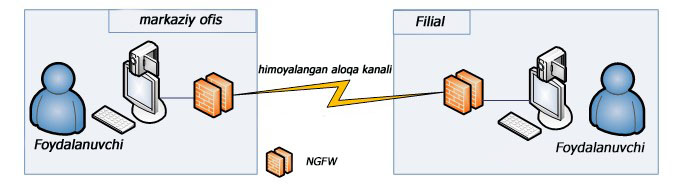 markaziy ofis
Filial
himoyalangan aloqa kanali
Foydalanuvchi
Foydalanuvchi
NGFW